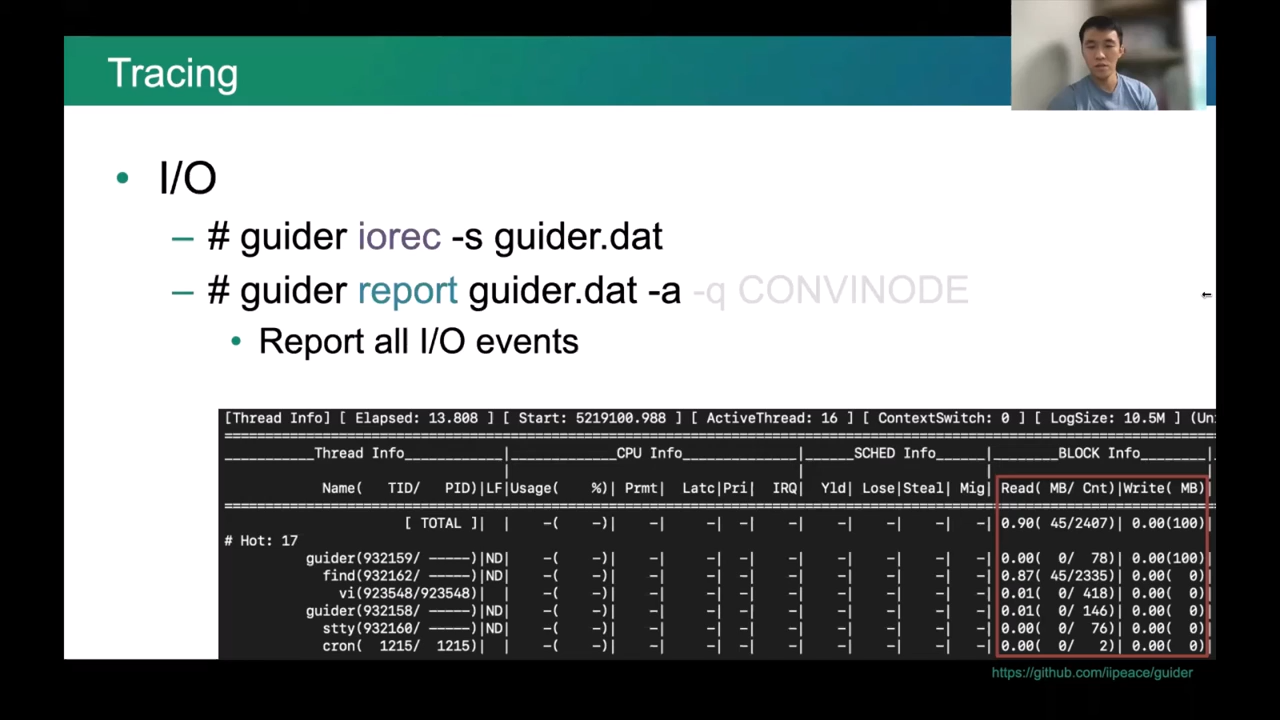 Tracing
• I/O
– # guider iorec -s guider.dat
– # guider report guider.dat -a -q CONVINODE
• Report all I/O events
[Thread Info] [ Elapsed: 13.808 ] [ Start: 5219100.988 ] [ ActiveThread: 16 ] [ ContextSwitch: 0 ] [ LogSize: 10.5M ] (Un
__________Thread Info___________|____________CPU Info______________|______SCHED Info______|________BLOCK Info________|
Name( TID/ PID)|LF|Usage( %)| Prmt| Latc|Pri| IRQ| Yld| Lose|Steal| Mig|Read( MB/ Cnt)|Write( MB)|
[ TOTAL ]| | -( -)| -| -| -| -| -| -| -| -|0.90( 45/2407)| 0.00(100)|
# Hot: 17
guider(932159/ -----)|ND| -( -)| -| -| -| -| -| -| -| -|0.00( 0/ 78)| 0.00(100)|
find(932162/ -----)|ND| -( -)| -| -| -| -| -| -| -| -|0.87( 45/2335)| 0.00( 0)|
vi(923548/923548)| | -( -)| -| -| -| -| -| -| -| -|0.01( 0/ 418)| 0.00( 0)|
guider(932158/ -----)|ND| -( -)| -| -| -| -| -| -| -| -|0.01( 0/ 146)| 0.00( 0)|
stty(932160/ -----)|ND| -( -)| -| -| -| -| -| -| -| -|0.00( 0/ 76)| 0.00( 0)|
cron( 1215/ 1215)| | -( -)| -| -| -| -| -| -| -| -|0.00( 0/ 2)| 0.00( 0)|
https://github.com/iipeace/guider